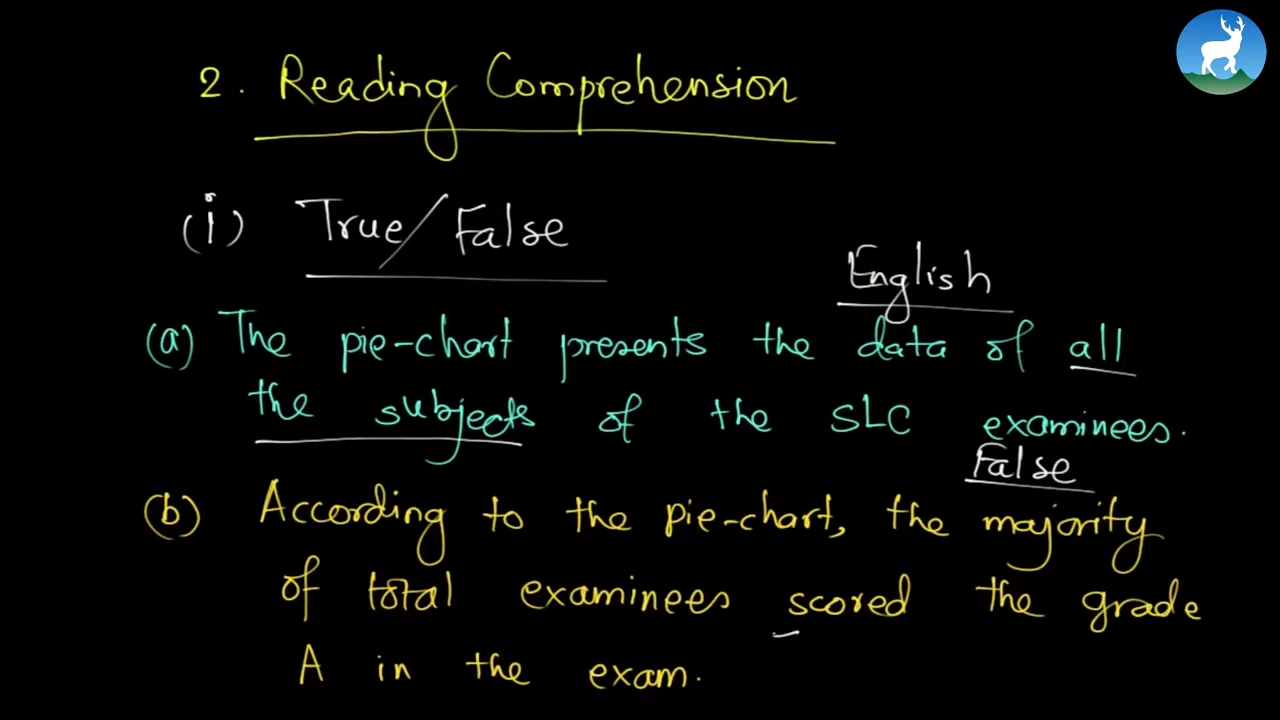 2. Reading Comprehension
(i) True/False
English
(a) The pie-chart presents the data of all
the subjects of the SLC examinees.
False
(b) According to the pie-chart, the majority
of total examinees scored the grade
A in the exam.